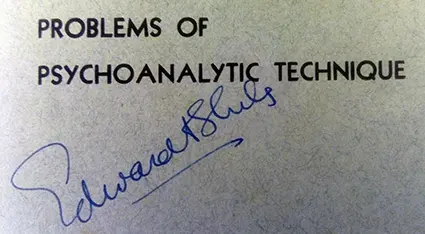 PROBLEMS OF
PSYCHOANALYTIC TECHNIQUE
Edward Shils